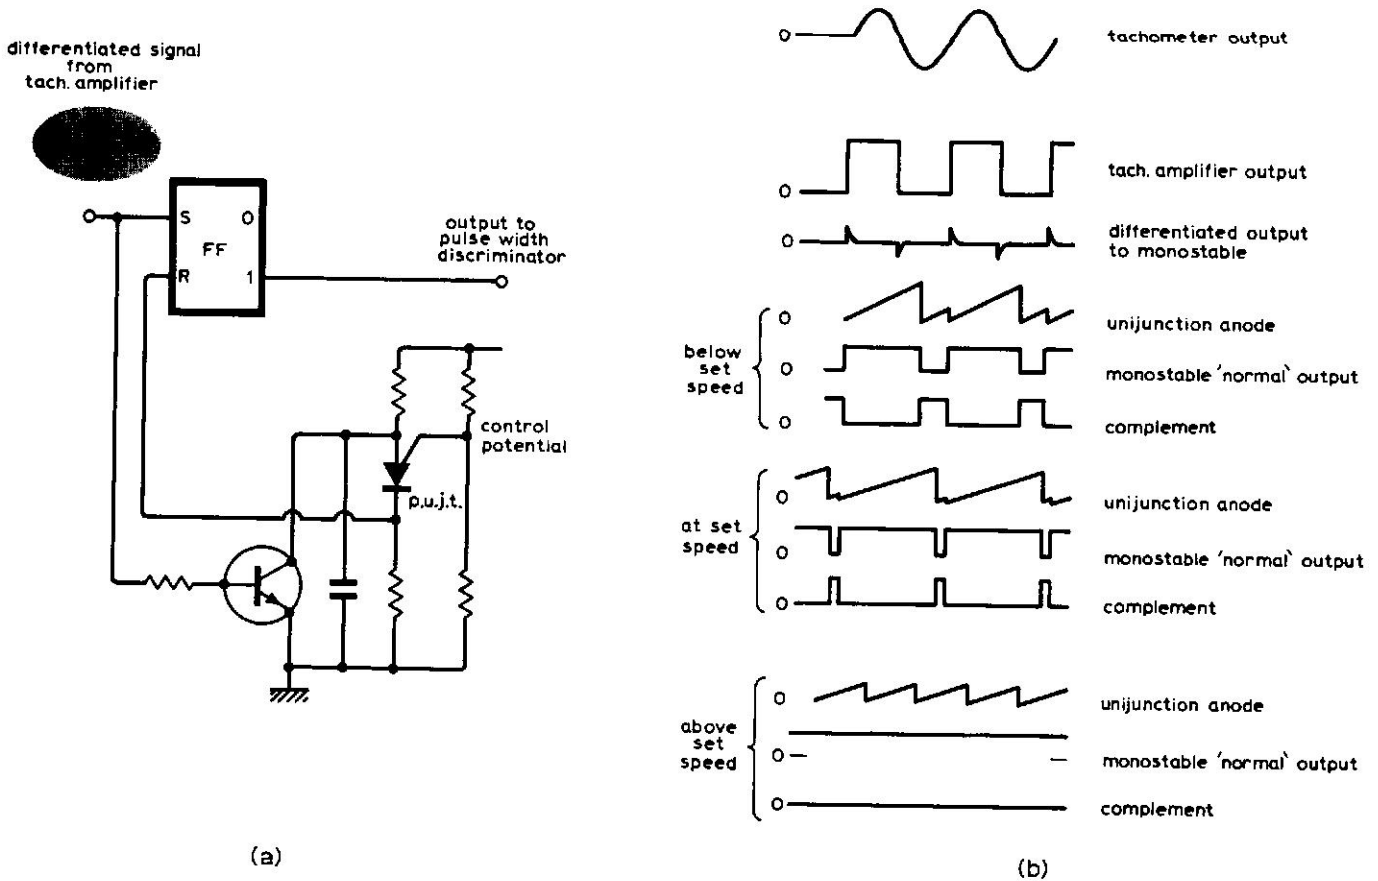 differentiated signal
from
tach. amplifier
S
O
FF
R
1
output to
pulse width
discriminator
control
potential
p.u.j.t.
(a)
O
tachometer output
O
tach. amplifier output
O
differentiated output
to monostable
below
set
speed
O
unijunction anode
O
monostable 'normal' output
O
complement
at set
speed
O
unijunction anode
O
monostable 'normal' output
O
complement
above
set
speed
O
unijunction anode
O
monostable 'normal' output
O
complement
(b)